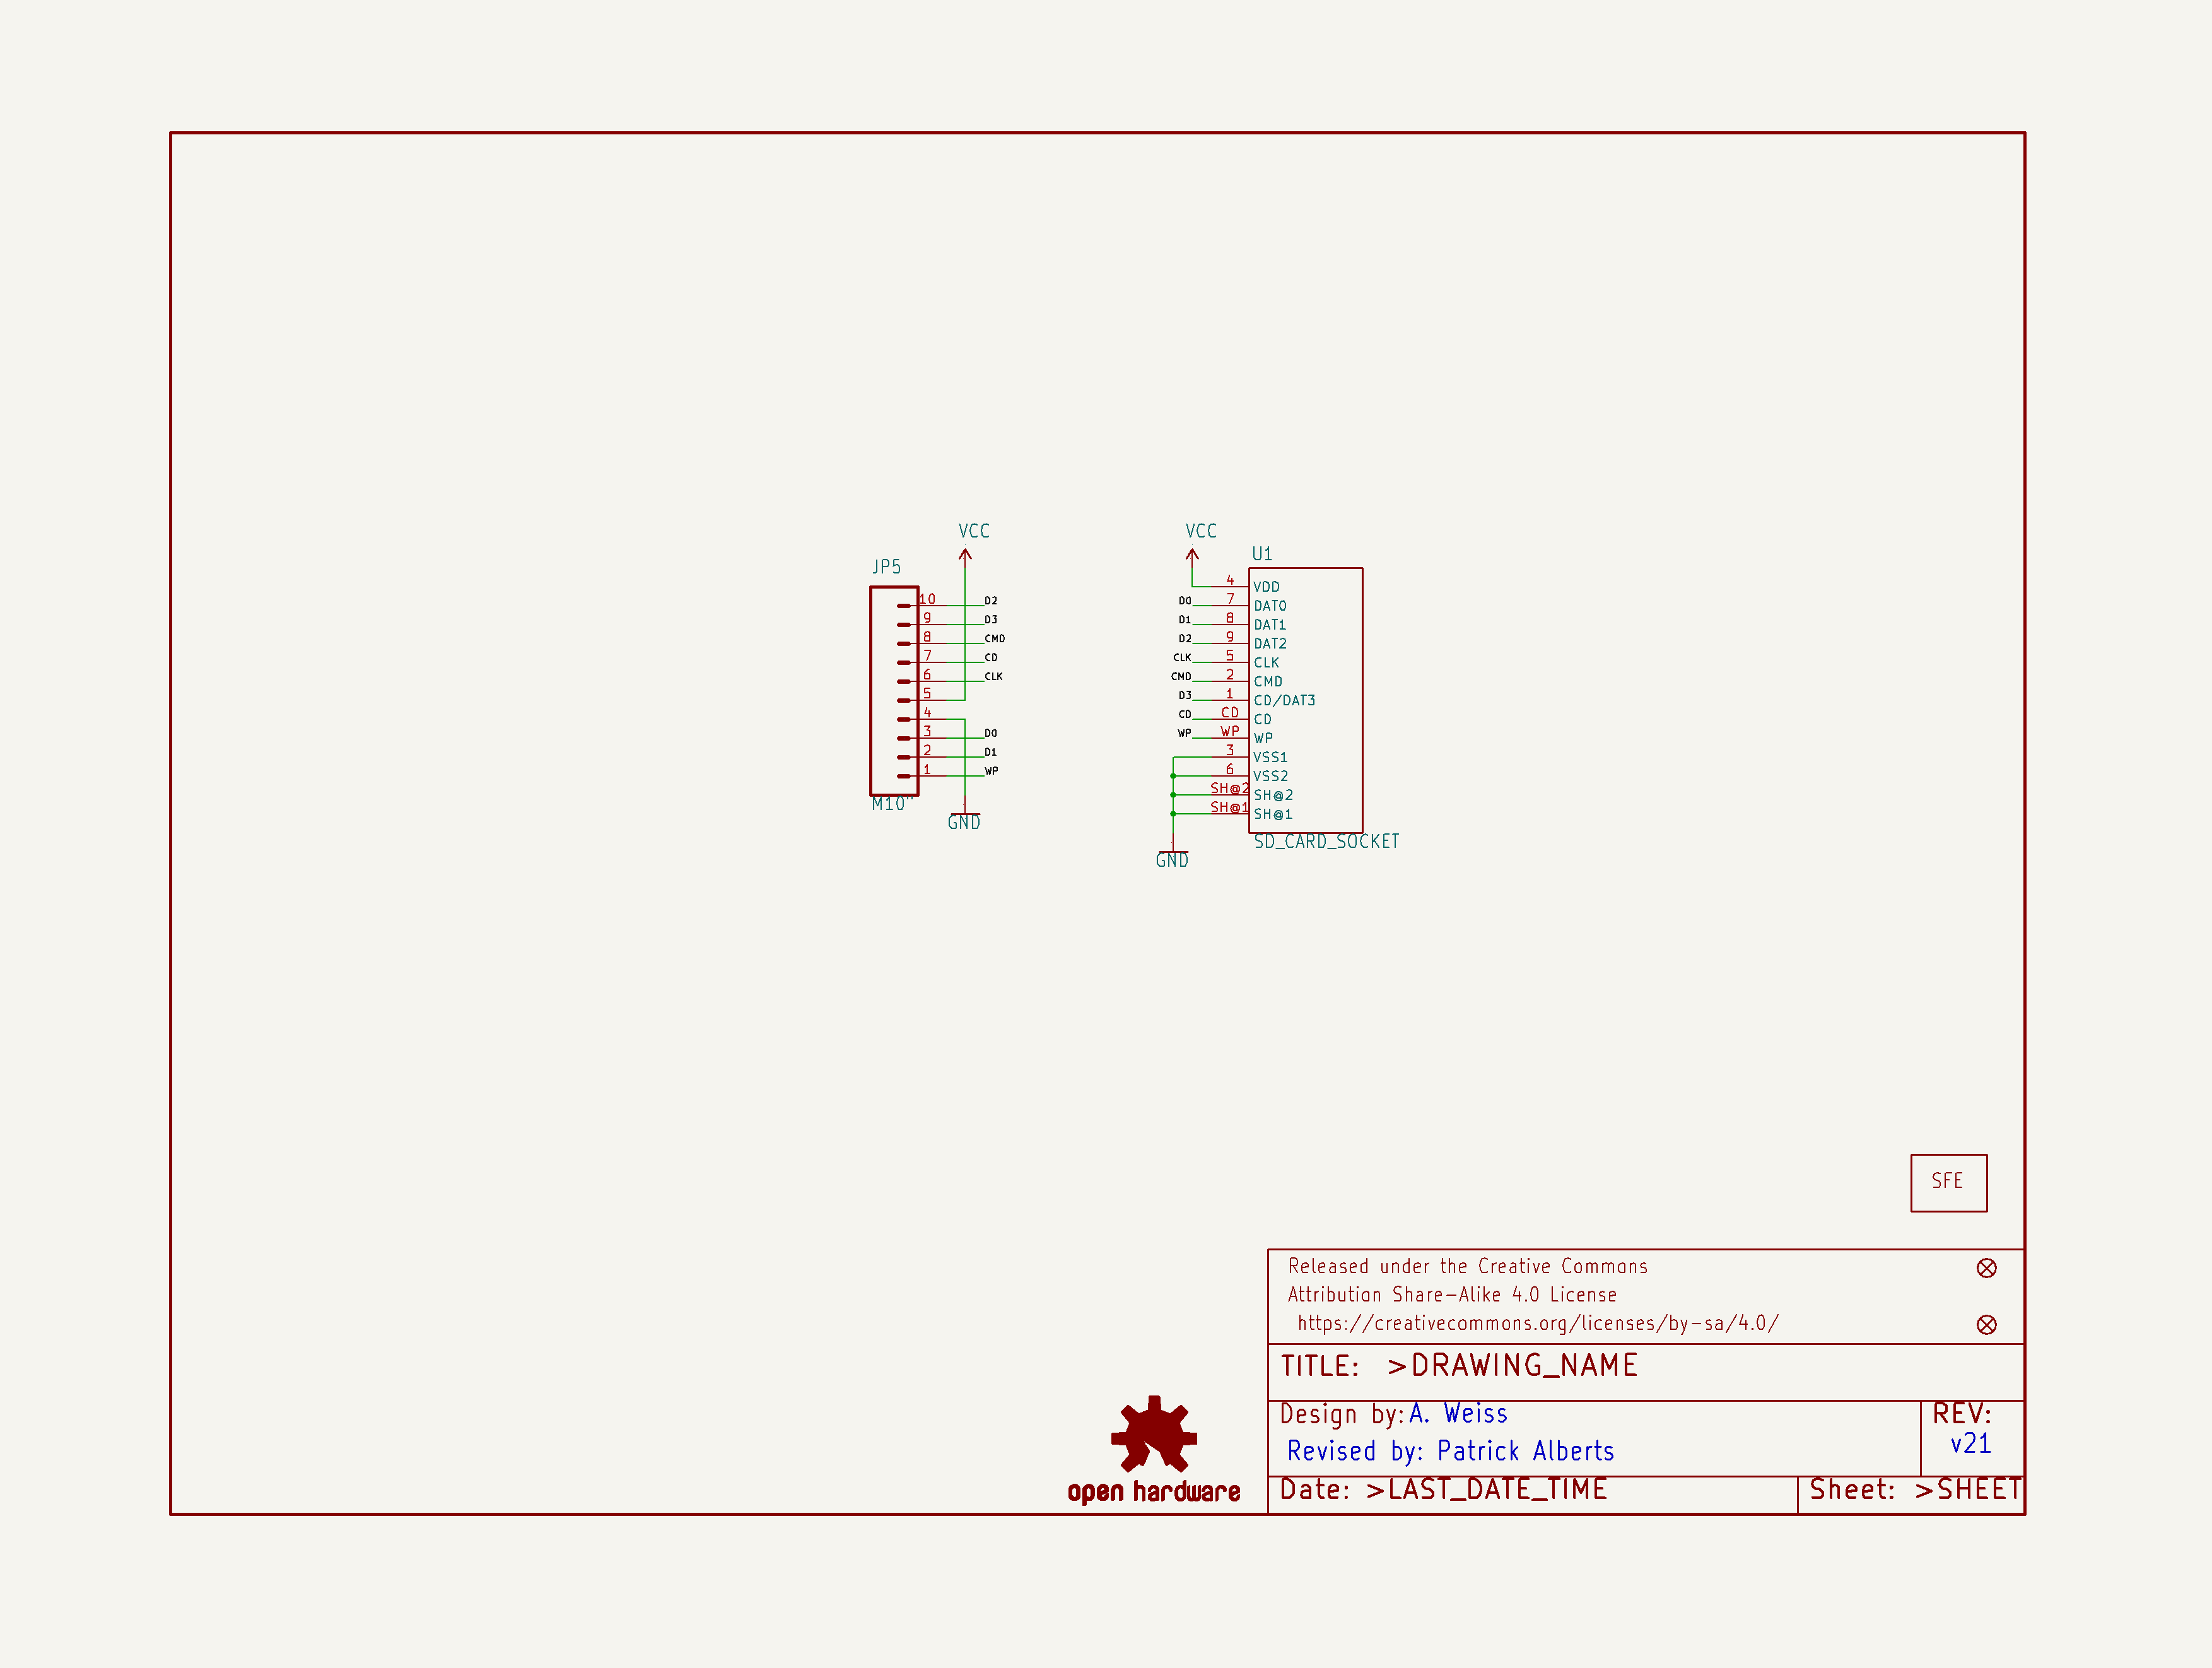 VCC
JP5
10 D2
9 D3
8 CMD
7 CD
6 CLK
5
4
3 D0
2 D1
1 WP
M10"
GND
VCC
U1
4 VDD
D0 7 DAT0
D1 8 DAT1
D2 9 DAT2
CLK 5 CLK
CMD 2 CMD
D3 1 CD/DAT3
CD CD CD
WP WP WP
3 VSS1
6 VSS2
SH@2 SH@2
SH@1 SH@1
SD_CARD_SOCKET
GND
SFE
Released under the Creative Commons
Attribution Share-Alike 4.0 License
https://creativecommons.org/licenses/by-sa/4.0/
TITLE: >DRAWING_NAME
Design by: A. Weiss
Revised by: Patrick Alberts
REV:
v21
Date: >LAST_DATE_TIME
Sheet: >SHEET
open hardware